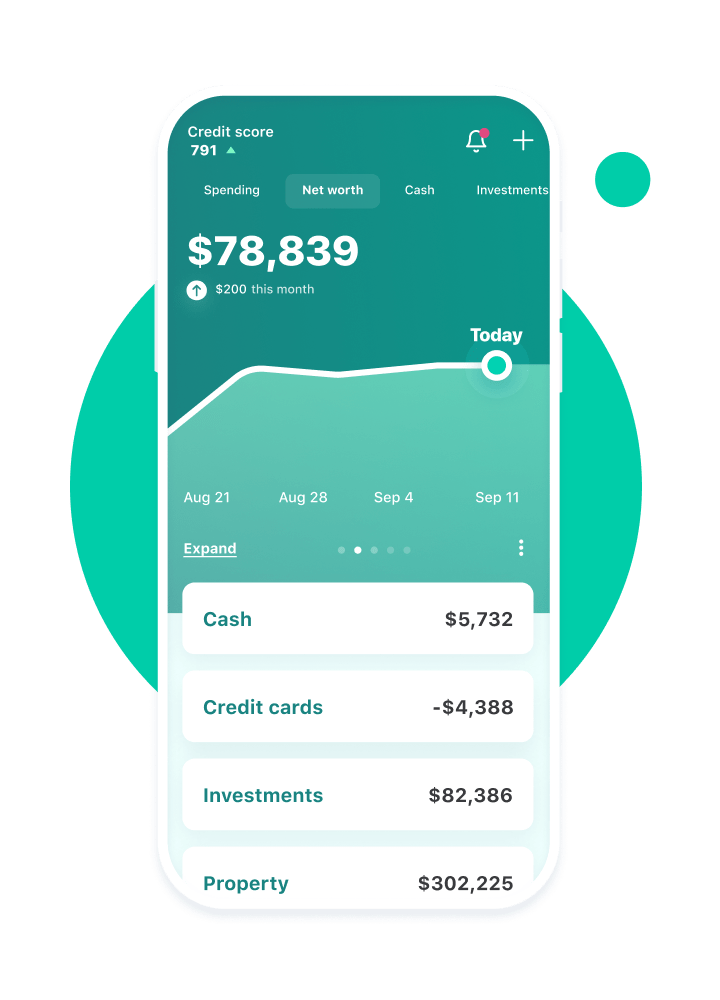 Credit score
791
Spending Net worth Cash Investments
$78,839
$200 this month
Today
Aug 21 Aug 28 Sep 4 Sep 11
Expand
Cash $5,732
Credit cards -$4,388
Investments $82,386
Property $302,225